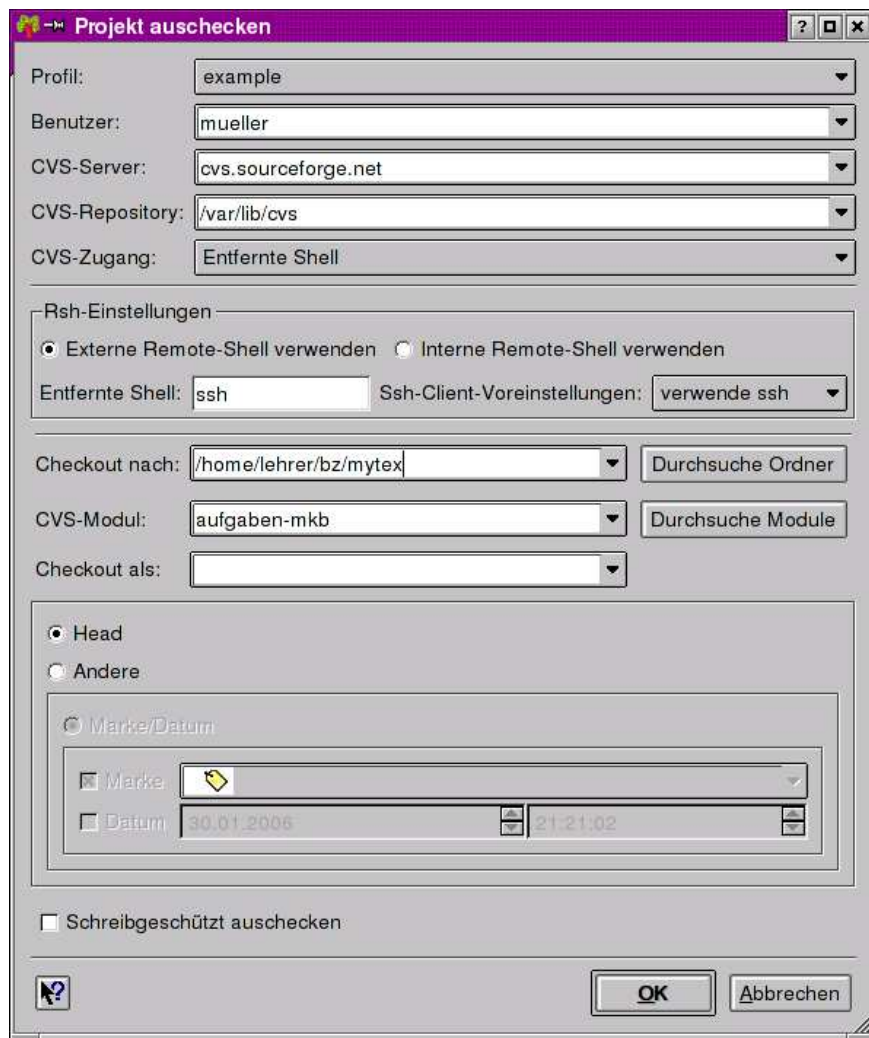 Projekt auschecken
Profil: example
Benutzer: mueller
CVS-Server: cvs.sourceforge.net
CVS-Repository: /var/lib/cvs
CVS-Zugang: Entfernte Shell
Rsh-Einstellungen
Externe Remote-Shell verwenden Interne Remote-Shell verwenden
Entfernte Shell: ssh Ssh-Client-Voreinstellungen: verwende ssh
Checkout nach: /home/lehrer/bz/mytex Durchsuche Ordner
CVS-Modul: aufgaben-mkb Durchsuche Module
Checkout als:
Head
Andere
Marke/Datum
Marke
Datum 30.01.2006 21:21:02
Schreibgeschützt auschecken
OK Abbrechen